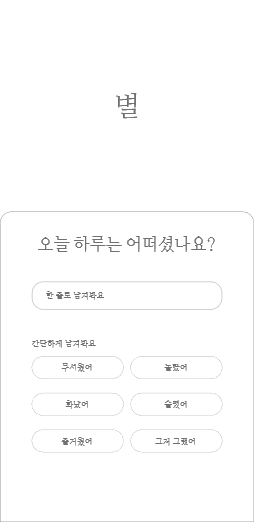 별
오늘 하루는 어떠셨나요?
한 줄로 남겨봐요
간단하게 남겨봐요
무서웠어
놀랐어
화났어
슬펐어
즐거웠어
그저 그랬어